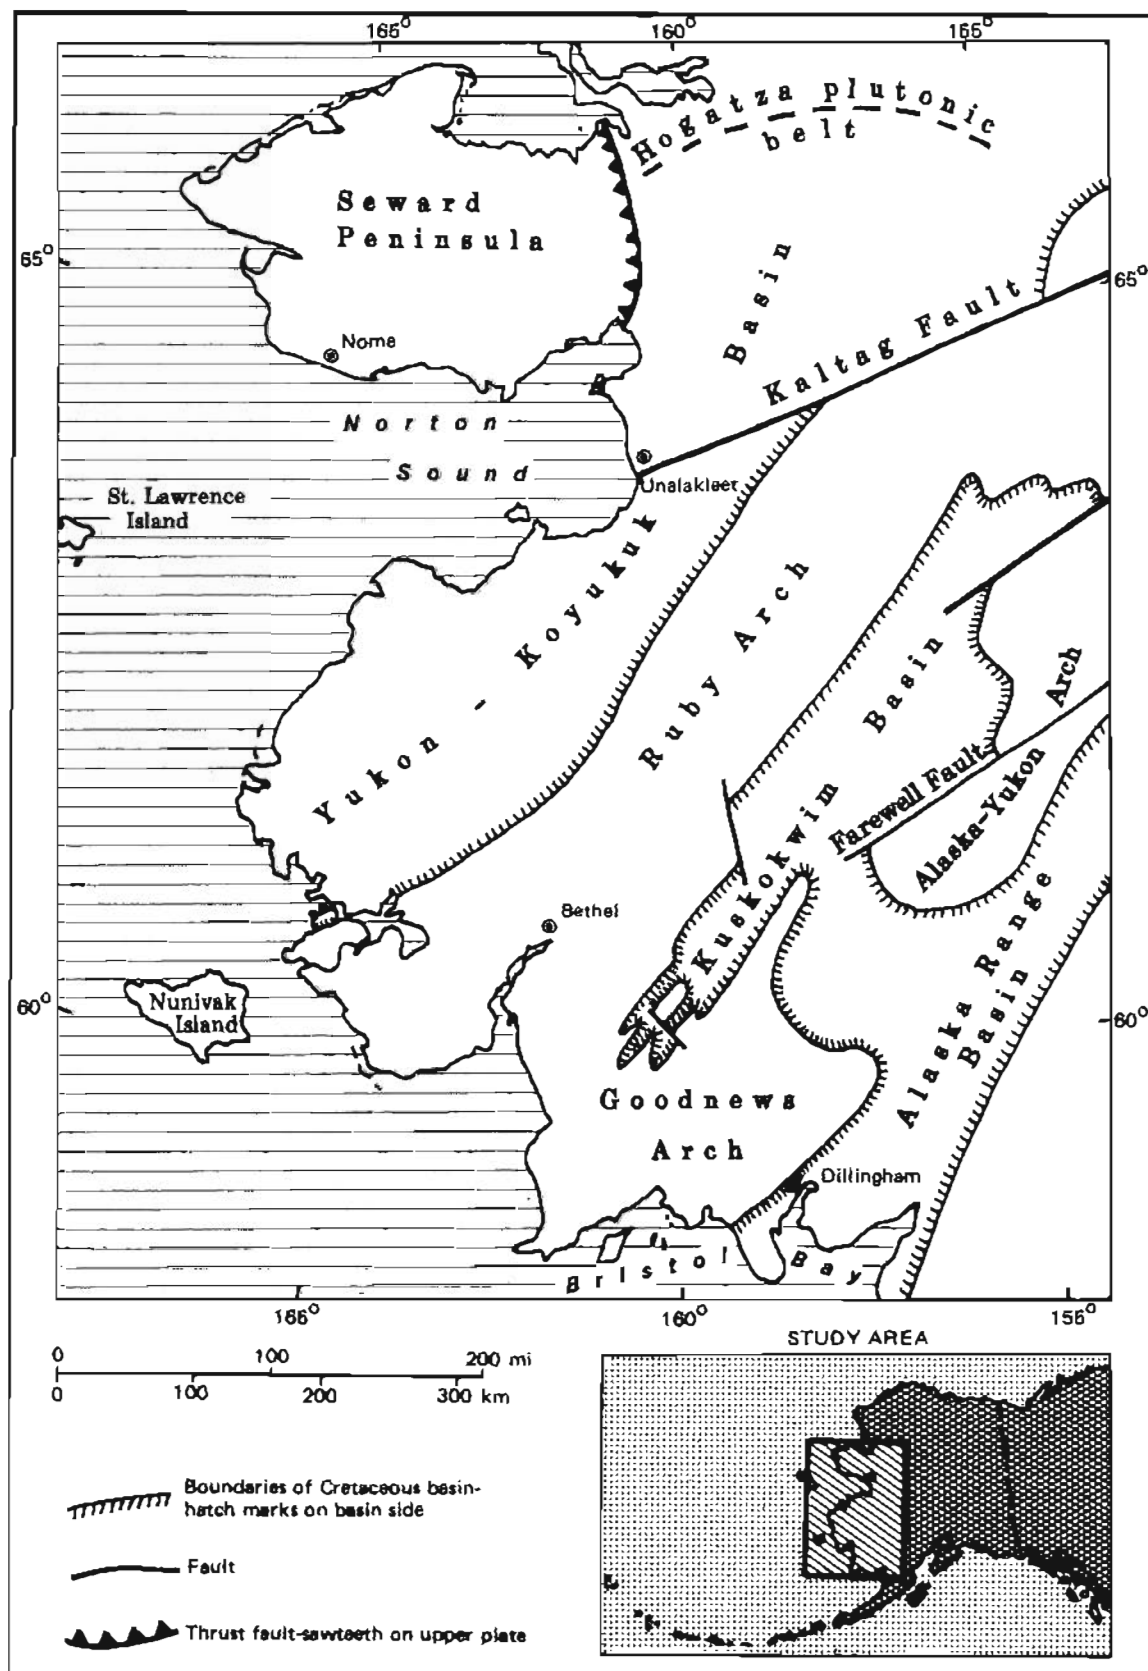 165°
160°
155°
Hogatza plutonic
belt
Seward
Peninsula
65°
65°
Basin
Kaltag Fault
Nome
Norton
Sound
Unalakleet
St. Lawrence
Island
Yukon - Koyukuk
Ruby Arch
Kuskokwim Basin
Arch
Farewell Fault
Alaska-Yukon
Bethel
60°
Nunivak
Island
60°
Alaska Range
Basin
Goodnews
Arch
Dillingham
Bristol Bay
165°
160°
155°
STUDY AREA
0 100 200 mi
0 100 200 300 km
Boundaries of Cretaceous basin-
hatch marks on basin side
Fault
Thrust fault-sawteeth on upper plate